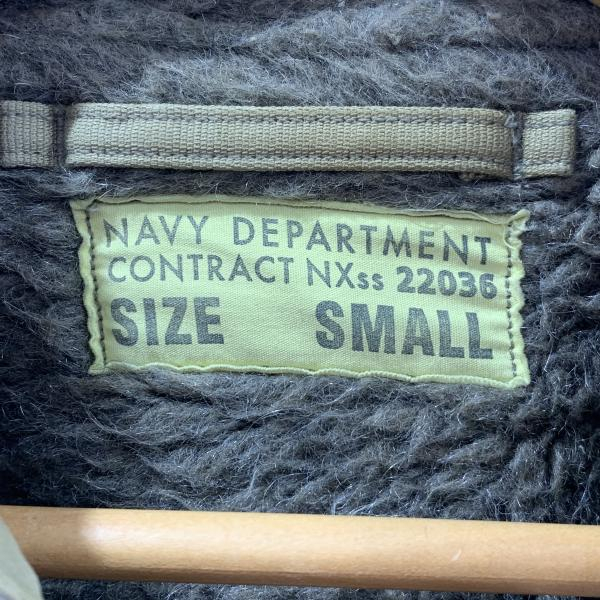 NAVY DEPARTMENT
CONTRACT NXss 22036
SIZE SMALL